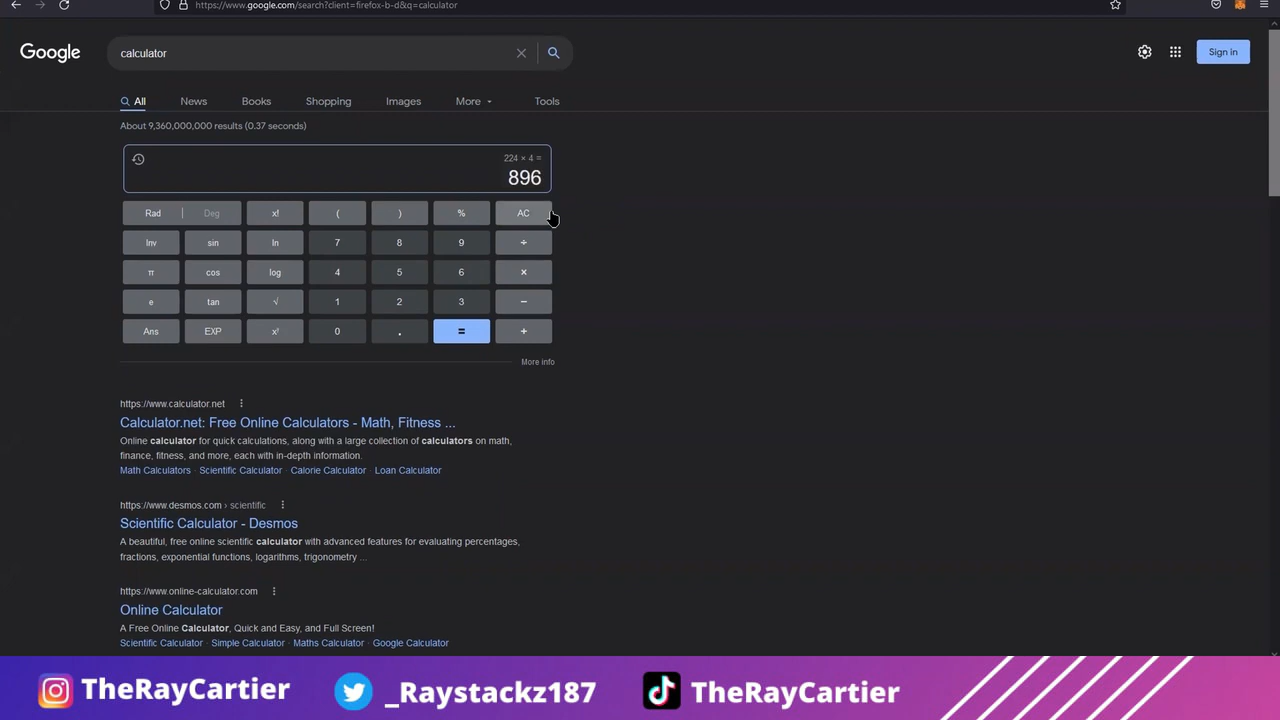 https://www.google.com/search?client=firefox-b-d&q=calculator
Google
calculator
Sign in
All News Books Shopping Images More Tools
About 9,360,000,000 results (0.37 seconds)
224 × 4 =
896
Rad | Deg x! ( ) % AC
Inv sin ln 7 8 9 ÷
π cos log 4 5 6 ×
e tan √ 1 2 3 −
Ans EXP xʸ 0 . = +
More info
https://www.calculator.net
Calculator.net: Free Online Calculators - Math, Fitness ...
Online calculator for quick calculations, along with a large collection of calculators on math,
finance, fitness, and more, each with in-depth information.
Math Calculators · Scientific Calculator · Calorie Calculator · Loan Calculator
https://www.desmos.com › scientific
Scientific Calculator - Desmos
A beautiful, free online scientific calculator with advanced features for evaluating percentages,
fractions, exponential functions, logarithms, trigonometry ...
https://www.online-calculator.com
Online Calculator
A Free Online Calculator, Quick and Easy, and Full Screen!
Scientific Calculator · Simple Calculator · Maths Calculator · Google Calculator
TheRayCartier _Raystackz187 TheRayCartier